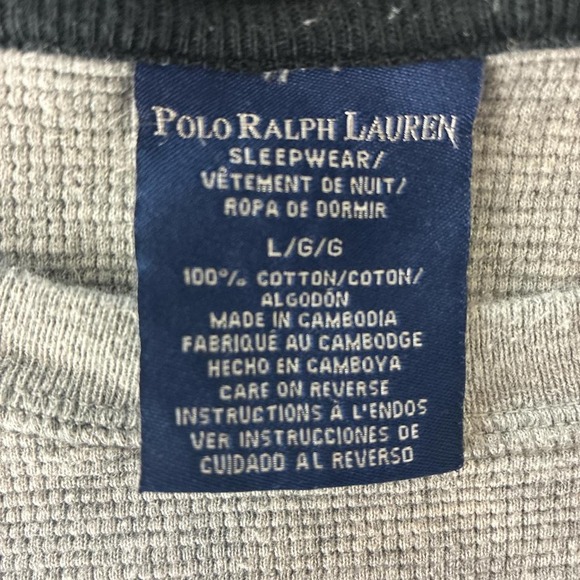 POLO RALPH LAUREN
SLEEPWEAR/
VÊTEMENT DE NUIT/
ROPA DE DORMIR
L/G/G
100% COTTON/COTON/
ALGODÓN
MADE IN CAMBODIA
FABRIQUÉ AU CAMBODGE
HECHO EN CAMBOYA
CARE ON REVERSE
INSTRUCTIONS À L'ENDOS
VER INSTRUCCIONES DE
CUIDADO AL REVERSO